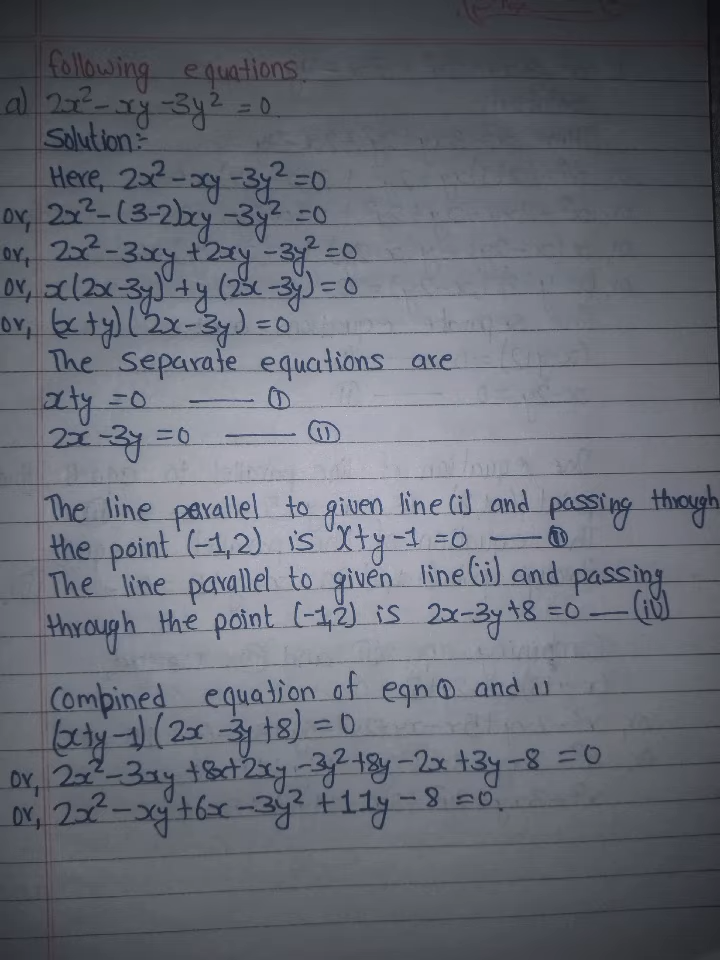 following equations.
a) 2x² - xy - 3y² = 0.
Solution:-
Here, 2x² - xy - 3y² = 0
or, 2x² - (3-2)xy - 3y² = 0
or, 2x² - 3xy + 2xy - 3y² = 0
or, x(2x-3y) + y(2x-3y) = 0
or, (x+y)(2x-3y) = 0
The separate equations are
x+y = 0 —— (i)
2x - 3y = 0 —— (ii)
The line parallel to given line(i) and passing through
the point (-1,2) is x+y-1 = 0 —— (iii)
The line parallel to given line(ii) and passing
through the point (-1,2) is 2x-3y+8 = 0 — (iv)
Combined equation of eqn (i) and ii
(x+y-1)(2x-3y+8) = 0
or, 2x² - 3xy + 8x + 2xy - 3y² + 8y - 2x + 3y - 8 = 0
or, 2x² - xy + 6x - 3y² + 11y - 8 = 0.